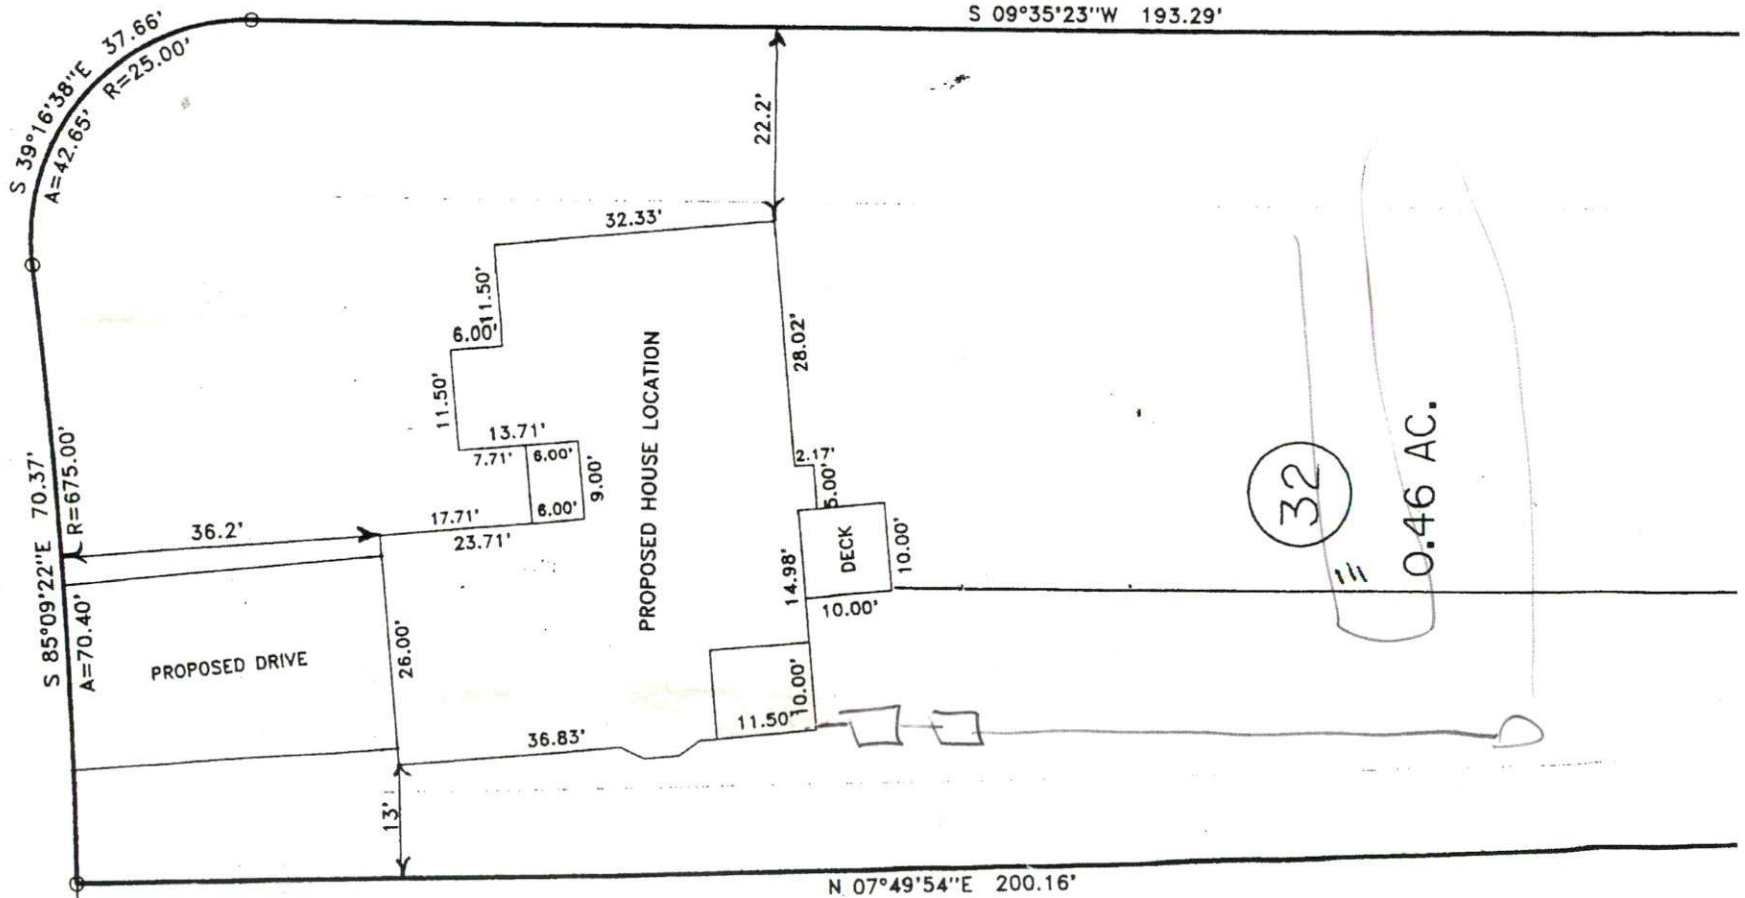 S 09°35'23"W 193.29'
S 39°16'38"E 37.66'
A=42.65' R=25.00'
22.2'
32.33'
11.50'
6.00'
11.50'
28.02'
PROPOSED HOUSE LOCATION
13.71'
7.71'
6.00'
9.00'
6.00'
17.71'
23.71'
2.17'
5.00'
DECK
10.00'
14.98'
10.00'
S 85°09'22"E 70.37'
A=70.40' R=675.00'
36.2'
PROPOSED DRIVE
26.00'
10.00'
11.50'
36.83'
13'
32
0.46 AC.
N 07°49'54"E 200.16'